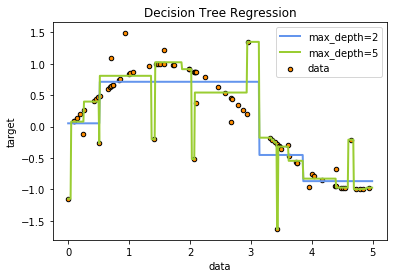 Decision Tree Regression
max_depth=2
max_depth=5
data
target
1.5
1.0
0.5
0.0
−0.5
−1.0
−1.5
0 1 2 3 4 5
data